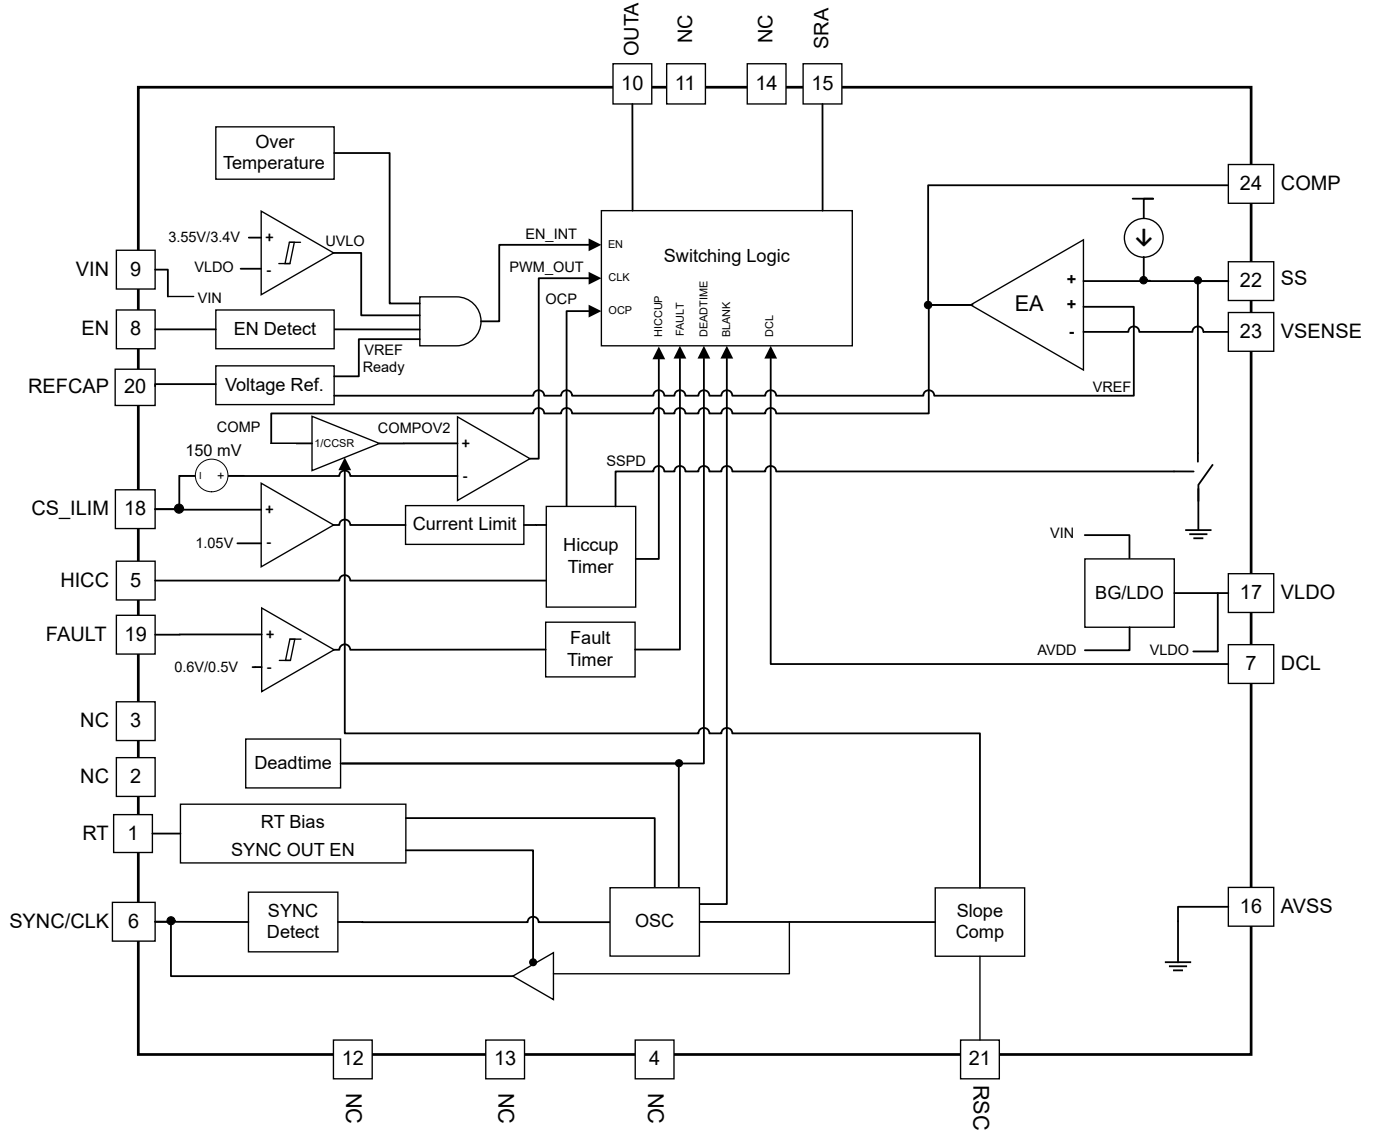 OUTA
NC
NC
SRA
10
11
14
15
Over
Temperature
24
COMP
3.55V/3.4V
+
UVLO
VLDO
-
EN_INT
EN
Switching Logic
VIN
9
VIN
PWM_OUT
CLK
EA
+
+
-
22
SS
OCP
OCP
HICCUP
FAULT
DEADTIME
BLANK
DCL
EN
8
EN Detect
23
VSENSE
VREF
Ready
REFCAP
20
Voltage Ref.
VREF
COMP
1/CCSR
COMPOV2
+
-
150 mV
+
SSPD
CS_ILIM
18
+
1.05V
-
Current Limit
Hiccup
Timer
VIN
HICC
5
BG/LDO
17
VLDO
FAULT
19
+
0.6V/0.5V
-
Fault
Timer
AVDD
VLDO
7
DCL
NC
3
Deadtime
NC
2
RT
1
RT Bias
SYNC OUT EN
SYNC/CLK
6
SYNC
Detect
OSC
Slope
Comp
16
AVSS
12
13
4
21
NC
NC
NC
RSC